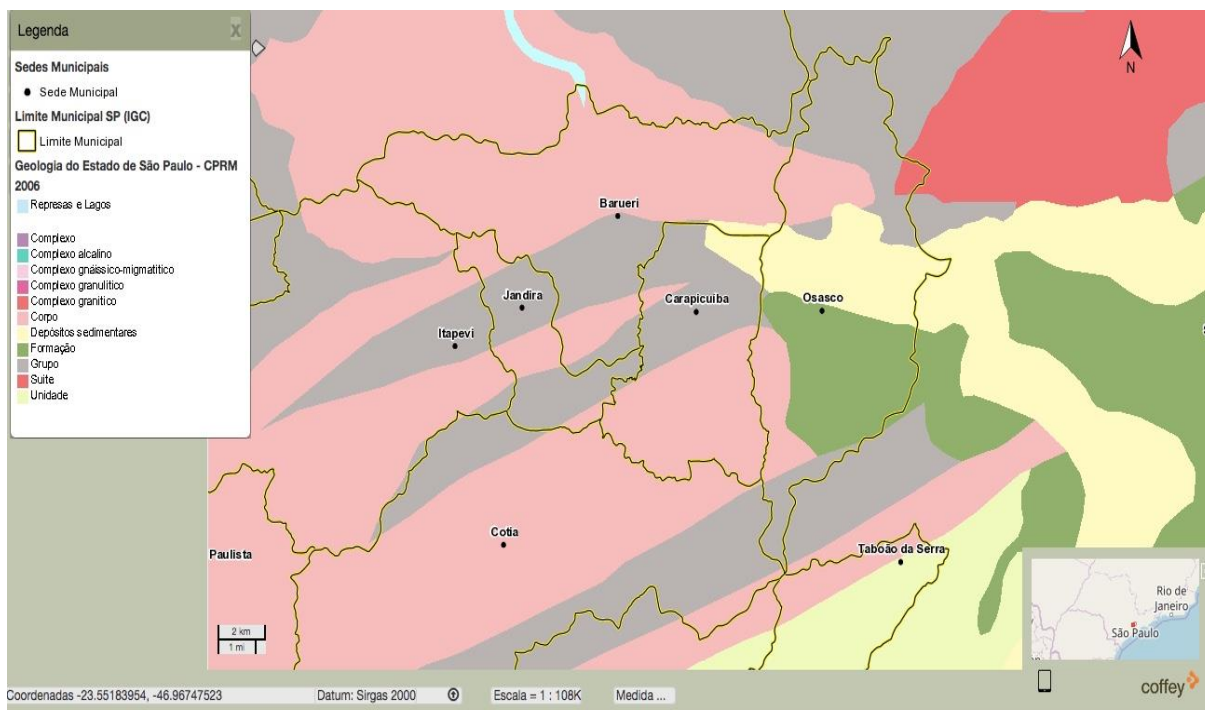 Legenda
X
Sedes Municipais
Sede Municipal
Limite Municipal SP (IGC)
Limite Municipal
Geologia do Estado de São Paulo - CPRM
2006
Represas e Lagos
Complexo
Complexo alcalino
Complexo gnáissico-migmatítico
Complexo granulítico
Complexo granítico
Corpo
Depósitos sedimentares
Formação
Grupo
Suíte
Unidade
N
Barueri
Jandira
Carapicuíba
Osasco
Itapevi
Cotia
Taboão da Serra
Paulista
2 km
1 mi
Rio de
Janeiro
São Paulo
Coordenadas -23.55183954, -46.96747523
Datum: Sirgas 2000
Escala = 1 : 108K
Medida ...
coffey